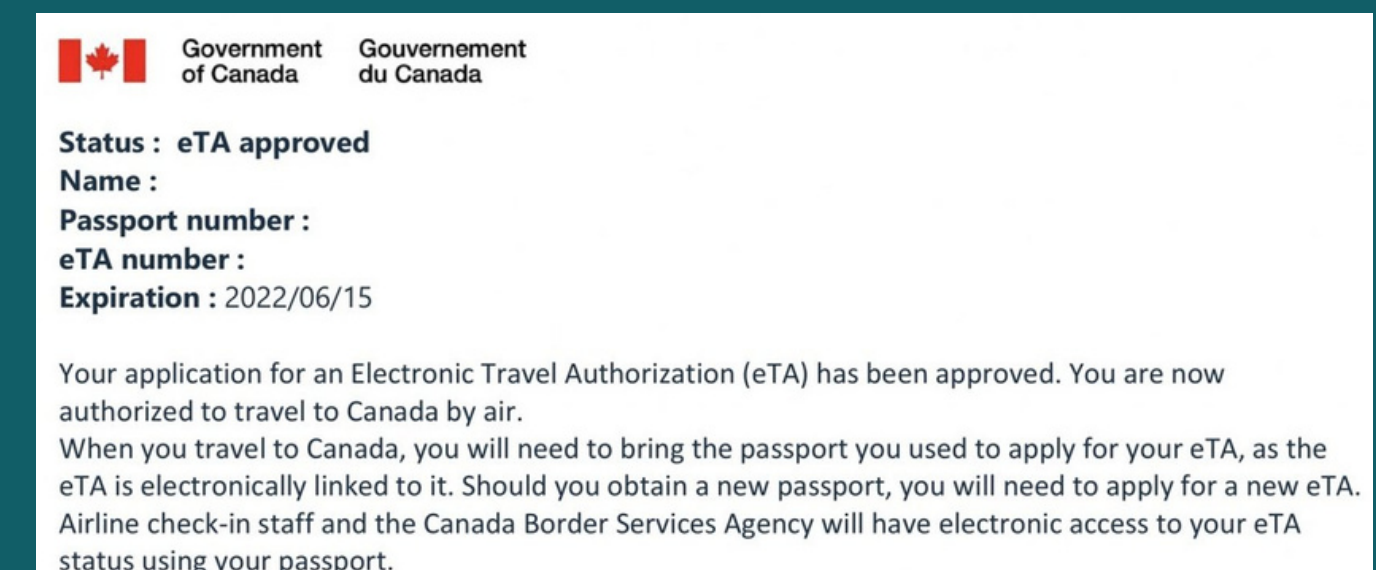 Government of Canada
Gouvernement du Canada
Status : eTA approved
Name :
Passport number :
eTA number :
Expiration : 2022/06/15
Your application for an Electronic Travel Authorization (eTA) has been approved. You are now
authorized to travel to Canada by air.
When you travel to Canada, you will need to bring the passport you used to apply for your eTA, as the
eTA is electronically linked to it. Should you obtain a new passport, you will need to apply for a new eTA.
Airline check-in staff and the Canada Border Services Agency will have electronic access to your eTA
status using your passport.